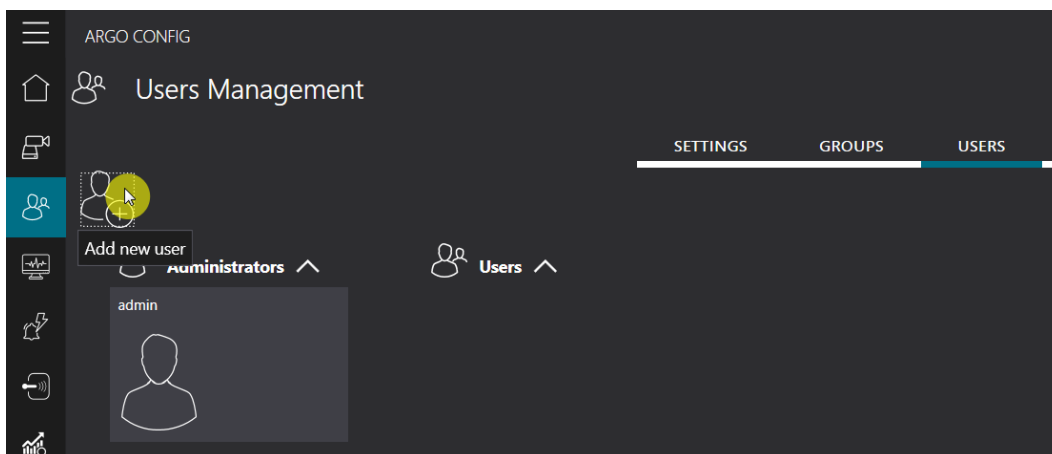 ARGO CONFIG
Users Management
SETTINGS GROUPS USERS
Add new user
Administrators Users
admin